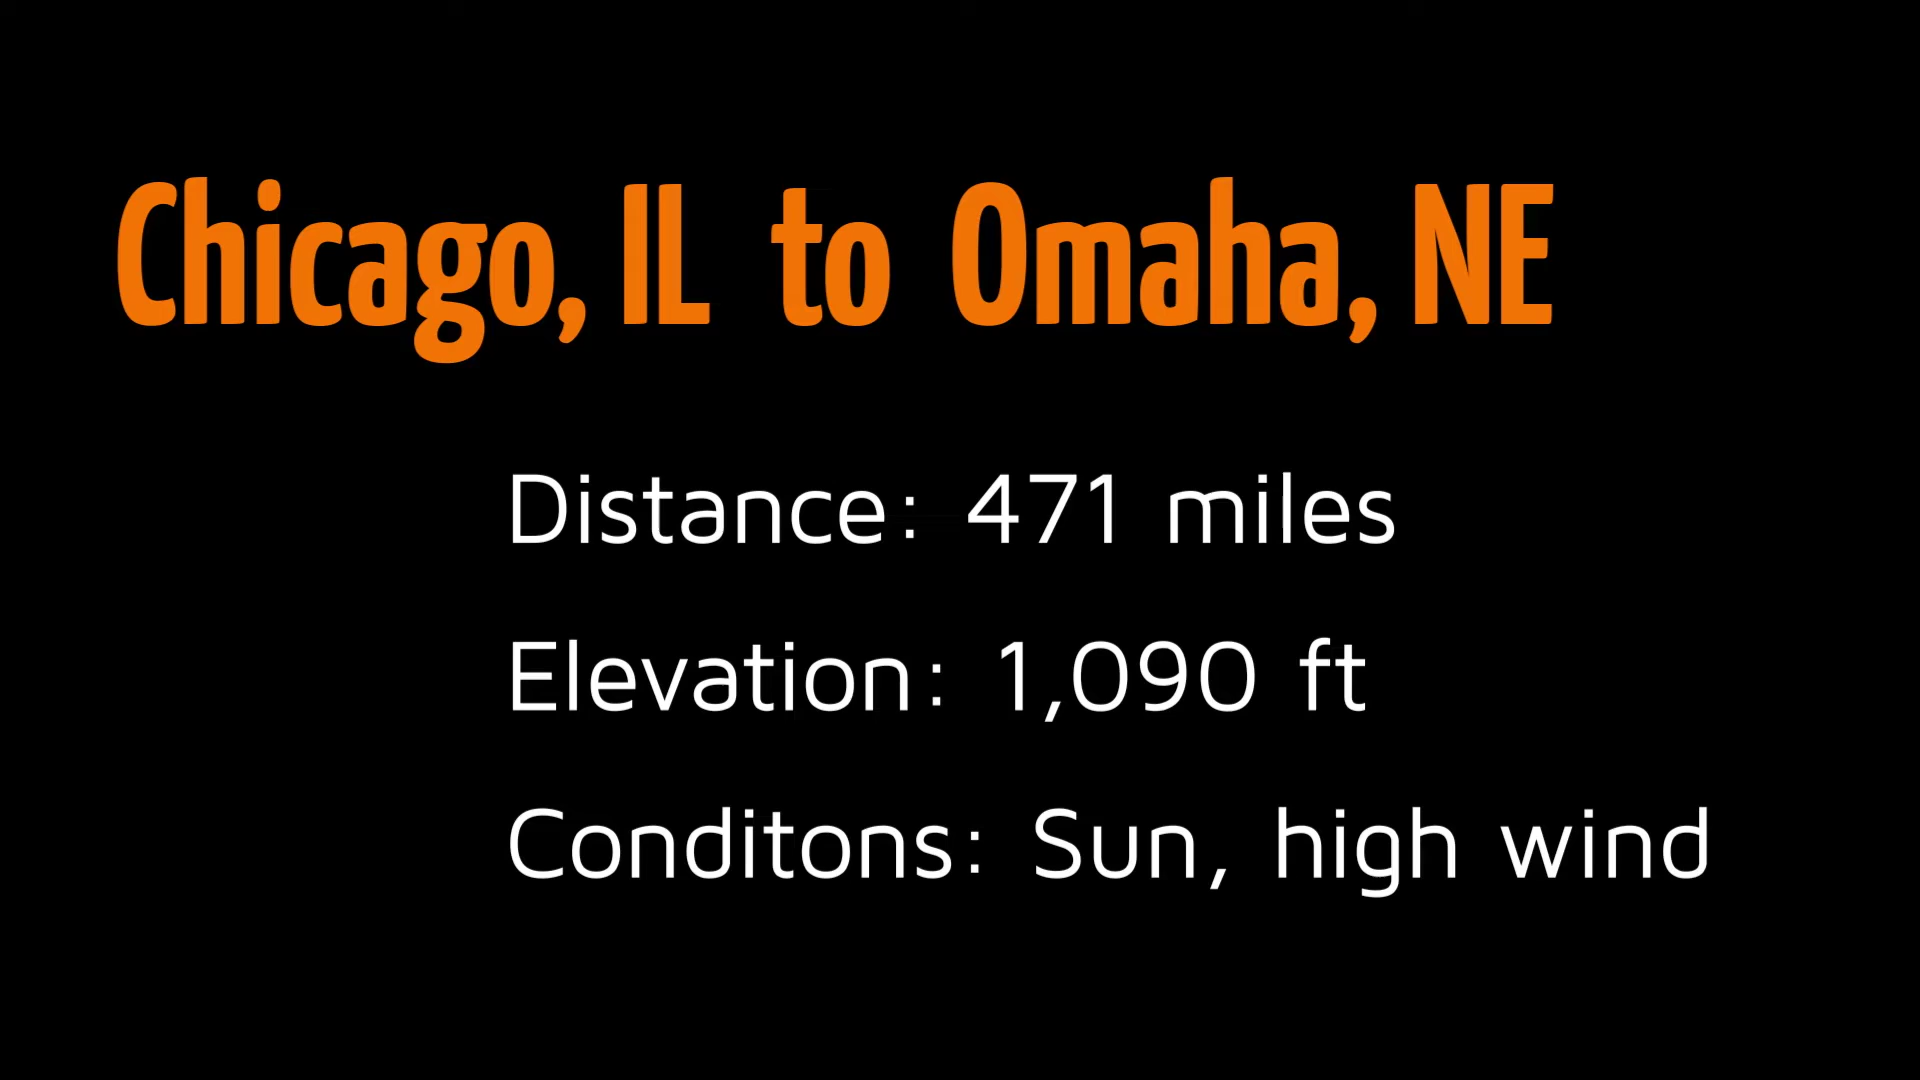 Chicago, IL to Omaha, NE
Distance: 471 miles
Elevation: 1,090 ft
Conditons: Sun, high wind